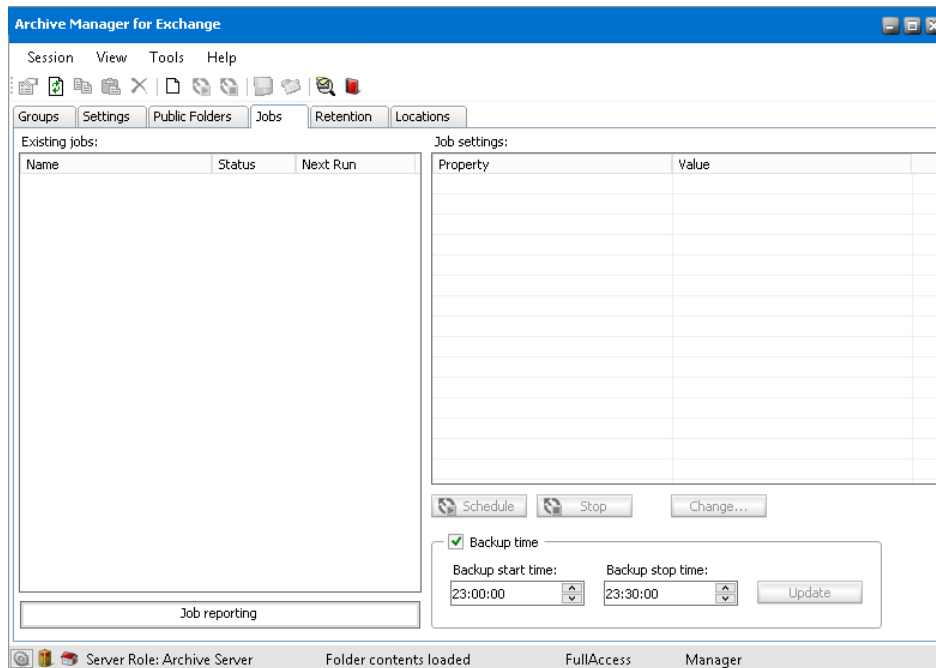 Archive Manager for Exchange
Session View Tools Help
Groups Settings Public Folders Jobs Retention Locations
Existing jobs: Job settings:
Name Status Next Run Property Value
Schedule Stop Change...
Backup time
Backup start time: Backup stop time:
23:00:00 23:30:00 Update
Job reporting
Server Role: Archive Server Folder contents loaded FullAccess Manager